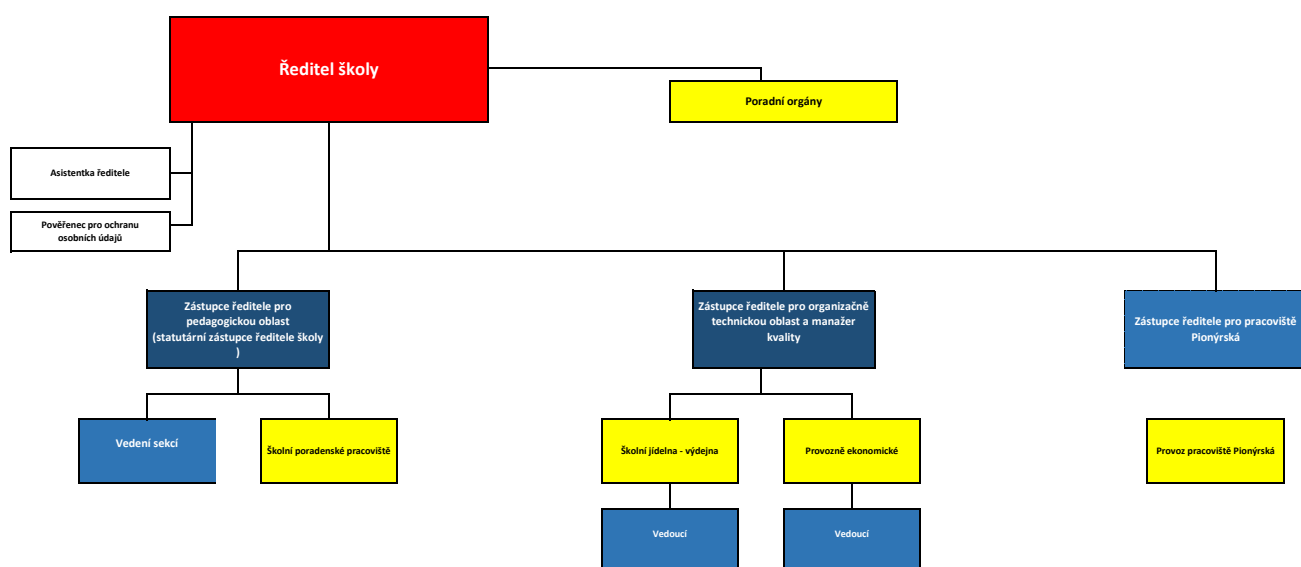 Ředitel školy
Poradní orgány
Asistentka ředitele
Pověřenec pro ochranu
osobních údajů
Zástupce ředitele pro
pedagogickou oblast
(statutární zástupce ředitele školy
)
Zástupce ředitele pro organizačně
technickou oblast a manažer
kvality
Zástupce ředitele pro pracoviště
Pionýrská
Vedení sekcí
Školní poradenské pracoviště
Školní jídelna - výdejna
Provozně ekonomické
Provoz pracoviště Pionýrská
Vedoucí
Vedoucí